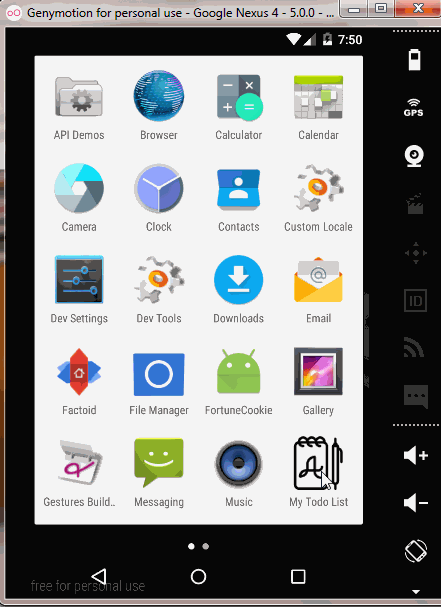 Genymotion for personal use - Google Nexus 4 - 5.0.0 - ...
7:50
GPS
API Demos Browser Calculator Calendar
Camera Clock Contacts Custom Locale
Dev Settings Dev Tools Downloads Email
ID
Factoid File Manager FortuneCookie Gallery
Gestures Build.. Messaging Music My Todo List
free for personal use